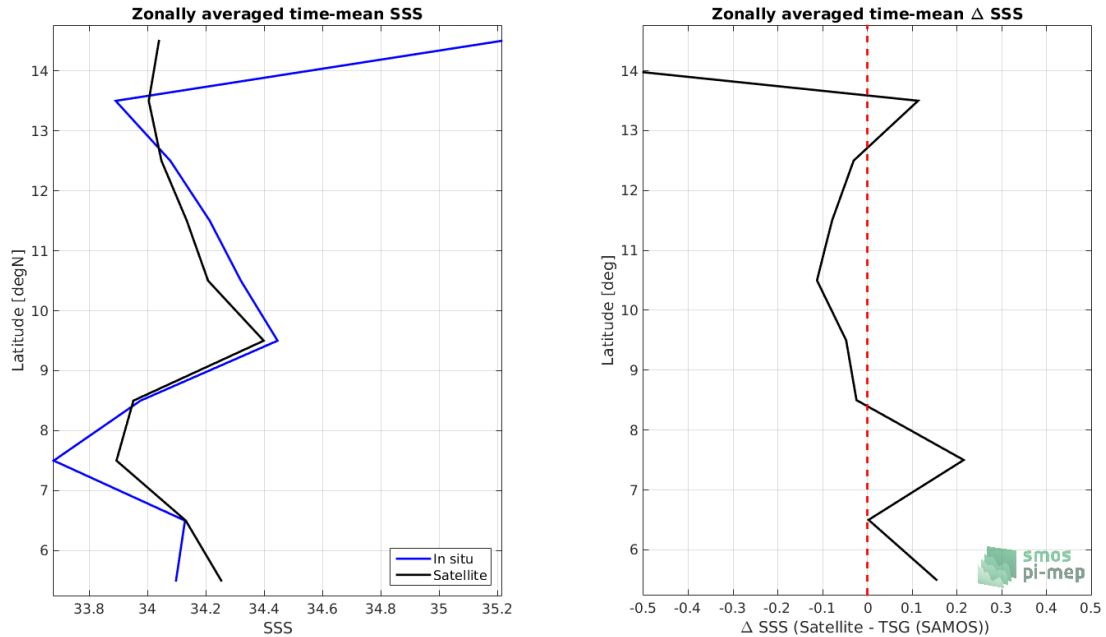 Zonally averaged time-mean SSS
14
13
12
11
10
9
8
7
6
Latitude [degN]
33.8 34 34.2 34.4 34.6 34.8 35 35.2
SSS
In situ
Satellite
Zonally averaged time-mean Δ SSS
14
13
12
11
10
9
8
7
6
Latitude [deg]
-0.5 -0.4 -0.3 -0.2 -0.1 0 0.1 0.2 0.3 0.4 0.5
Δ SSS (Satellite - TSG (SAMOS))
smos
pi-mep